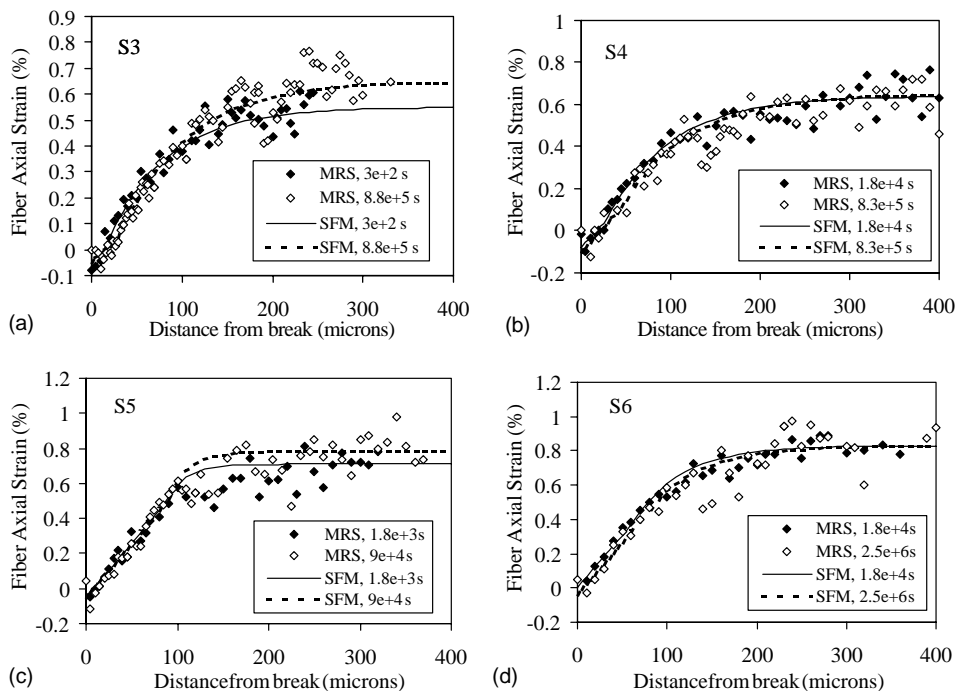 S3
Fiber Axial Strain (%)
0.9
0.8
0.7
0.6
0.5
0.4
0.3
0.2
0.1
0
-0.1
MRS, 3e+2 s
MRS, 8.8e+5 s
SFM, 3e+2 s
SFM, 8.8e+5 s
0 100 200 300 400
Distance from break (microns)
(a)
S4
Fiber Axial Strain (%)
1
0.8
0.6
0.4
0.2
0
-0.2
MRS, 1.8e+4 s
MRS, 8.3e+5 s
SFM, 1.8e+4 s
SFM, 8.3e+5 s
0 100 200 300 400
Distance from break (microns)
(b)
S5
Fiber Axial Strain (%)
1.2
1
0.8
0.6
0.4
0.2
0
-0.2
MRS, 1.8e+3s
MRS, 9e+4s
SFM, 1.8e+3s
SFM, 9e+4s
0 100 200 300 400
Distancefrom break (microns)
(c)
S6
Fiber Axial Strain (%)
1.2
1
0.8
0.6
0.4
0.2
0
-0.2
MRS, 1.8e+4s
MRS, 2.5e+6s
SFM, 1.8e+4s
SFM, 2.5e+6s
0 100 200 300 400
Distancefrom break (microns)
(d)